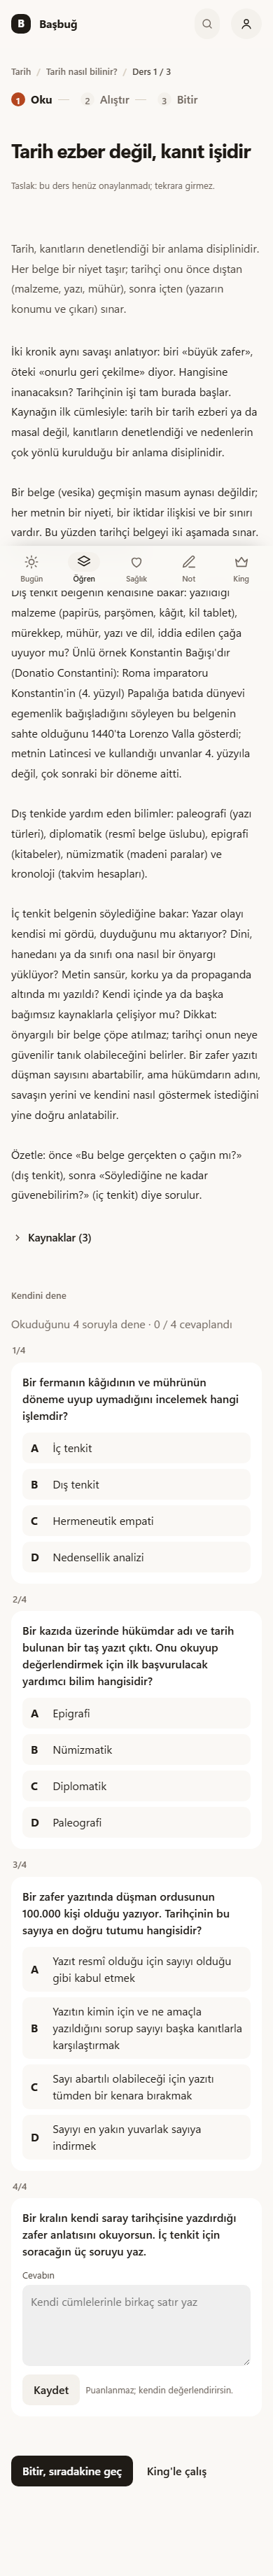 B Başbuğ
Tarih / Tarih nasıl bilinir? / Ders 1 / 3
1 Oku 2 Alıştır 3 Bitir
Tarih ezber değil, kanıt işidir
Taslak: bu ders henüz onaylanmadı; tekrara girmez.
Tarih, kanıtların denetlendiği bir anlama disiplinidir.
Her belge bir niyet taşır; tarihçi onu önce dıştan
(malzeme, yazı, mühür), sonra içten (yazarın
konumu ve çıkarı) sınar.
İki kronik aynı savaşı anlatıyor: biri «büyük zafer»,
öteki «onurlu geri çekilme» diyor. Hangisine
inanacaksın? Tarihçinin işi tam burada başlar.
Kaynağın ilk cümlesiyle: tarih bir tarih ezberi ya da
masal değil, kanıtların denetlendiği ve nedenlerin
çok yönlü kurulduğu bir anlama disiplinidir.
Bir belge (vesika) geçmişin masum aynası değildir;
her metnin bir niyeti, bir iktidar ilişkisi ve bir sınırı
vardır. Bu yüzden tarihçi belgeyi iki aşamada sınar.
Bugün Öğren Sağlık Not King
Dış tenkit belgenin kendisine bakar: yazıldığı
malzeme (papirüs, parşömen, kâğıt, kil tablet),
mürekkep, mühür, yazı ve dil, iddia edilen çağa
uyuyor mu? Ünlü örnek Konstantin Bağışı'dır
(Donatio Constantini): Roma imparatoru
Konstantin'in (4. yüzyıl) Papalığa batıda dünyevi
egemenlik bağışladığını söyleyen bu belgenin
sahte olduğunu 1440'ta Lorenzo Valla gösterdi;
metnin Latincesi ve kullandığı unvanlar 4. yüzyıla
değil, çok sonraki bir döneme aitti.
Dış tenkide yardım eden bilimler: paleografi (yazı
türleri), diplomatik (resmî belge üslubu), epigrafi
(kitabeler), nümizmatik (madeni paralar) ve
kronoloji (takvim hesapları).
İç tenkit belgenin söylediğine bakar: Yazar olayı
kendisi mi gördü, duyduğunu mu aktarıyor? Dini,
hanedanı ya da sınıfı ona nasıl bir önyargı
yüklüyor? Metin sansür, korku ya da propaganda
altında mı yazıldı? Kendi içinde ya da başka
bağımsız kaynaklarla çelişiyor mu? Dikkat:
önyargılı bir belge çöpe atılmaz; tarihçi onun neye
güvenilir tanık olabileceğini belirler. Bir zafer yazıtı
düşman sayısını abartabilir, ama hükümdarın adını,
savaşın yerini ve kendini nasıl göstermek istediğini
yine doğru anlatabilir.
Özetle: önce «Bu belge gerçekten o çağın mı?»
(dış tenkit), sonra «Söylediğine ne kadar
güvenebilirim?» (iç tenkit) diye sorulur.
Kaynaklar (3)
Kendini dene
Okuduğunu 4 soruyla dene · 0 / 4 cevaplandı
1/4
Bir fermanın kâğıdının ve mührünün
döneme uyup uymadığını incelemek hangi
işlemdir?
A İç tenkit
B Dış tenkit
C Hermeneutik empati
D Nedensellik analizi
2/4
Bir kazıda üzerinde hükümdar adı ve tarih
bulunan bir taş yazıt çıktı. Onu okuyup
değerlendirmek için ilk başvurulacak
yardımcı bilim hangisidir?
A Epigrafi
B Nümizmatik
C Diplomatik
D Paleografi
3/4
Bir zafer yazıtında düşman ordusunun
100.000 kişi olduğu yazıyor. Tarihçinin bu
sayıya en doğru tutumu hangisidir?
A Yazıt resmî olduğu için sayıyı olduğu
gibi kabul etmek
B Yazıtın kimin için ve ne amaçla
yazıldığını sorup sayıyı başka kanıtlarla
karşılaştırmak
C Sayı abartılı olabileceği için yazıtı
tümden bir kenara bırakmak
D Sayıyı en yakın yuvarlak sayıya
indirmek
4/4
Bir kralın kendi saray tarihçisine yazdırdığı
zafer anlatısını okuyorsun. İç tenkit için
soracağın üç soruyu yaz.
Cevabın
Kendi cümlelerinle birkaç satır yaz
Kaydet Puanlanmaz; kendin değerlendirirsin.
Bitir, sıradakine geç King'le çalış